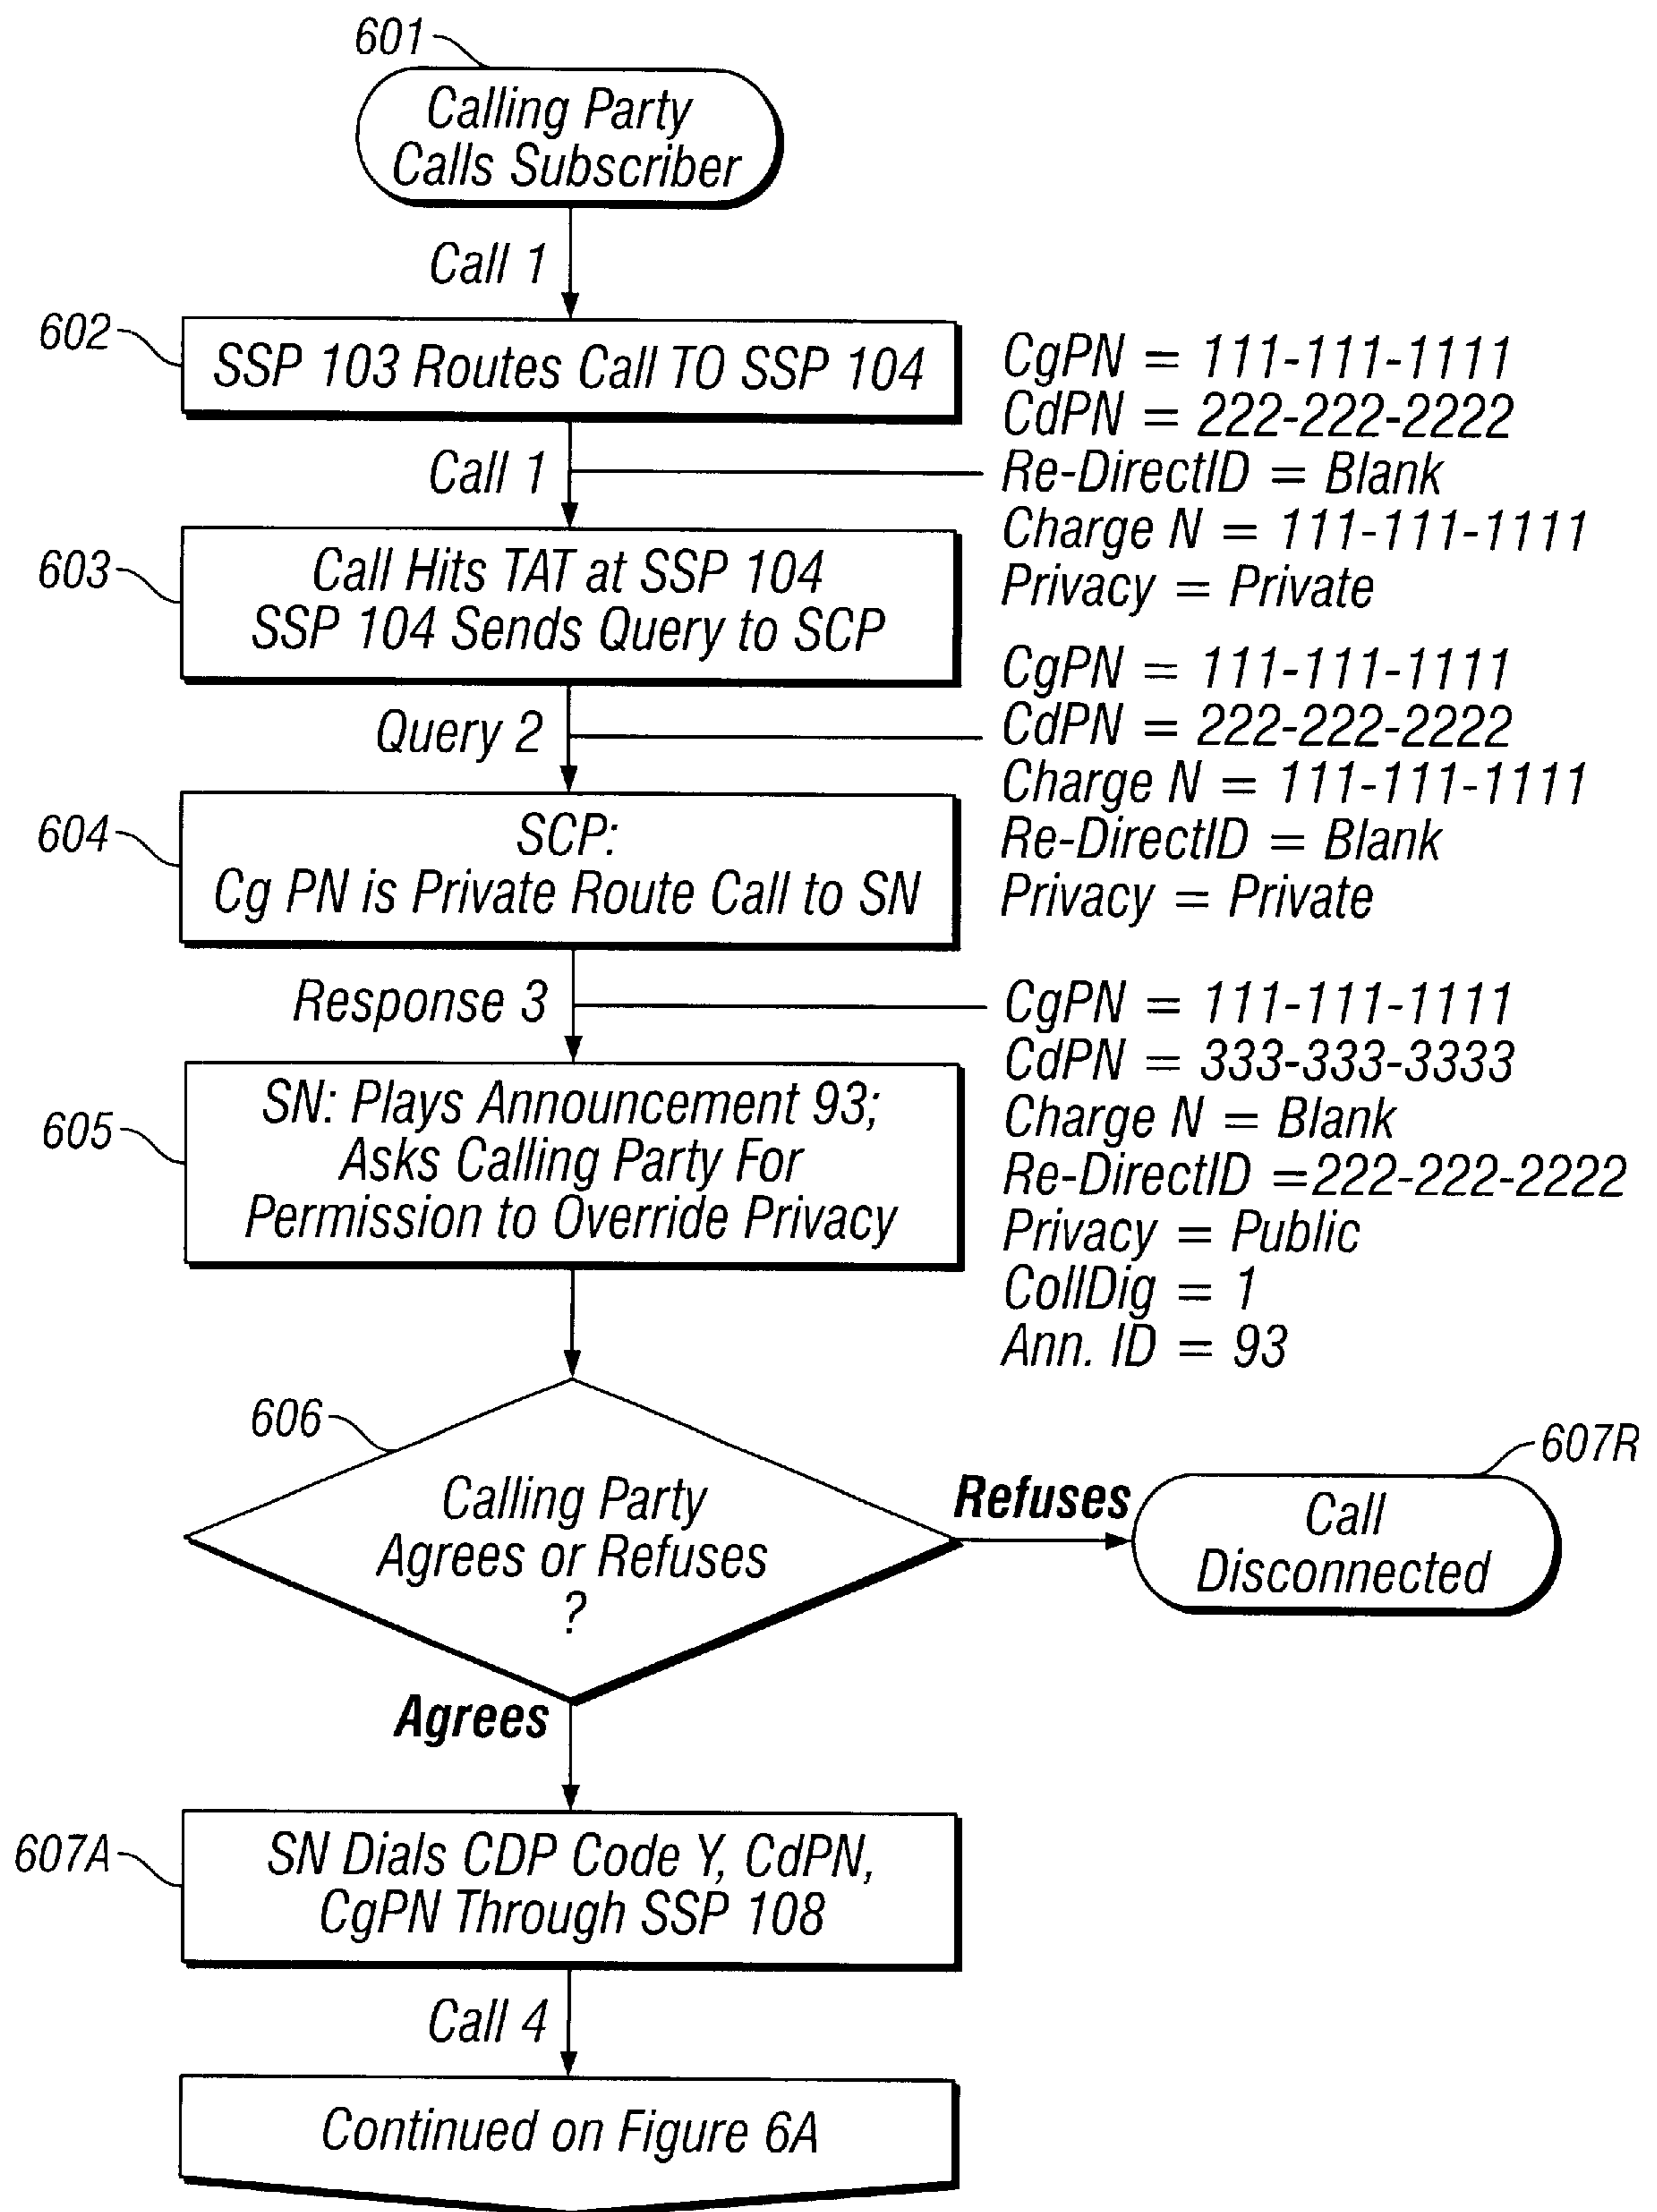 601
Calling Party
Calls Subscriber
Call 1
602
SSP 103 Routes Call TO SSP 104
CgPN = 111-111-1111
CdPN = 222-222-2222
Re-DirectID = Blank
Charge N = 111-111-1111
Privacy = Private
Call 1
603
Call Hits TAT at SSP 104
SSP 104 Sends Query to SCP
CgPN = 111-111-1111
CdPN = 222-222-2222
Charge N = 111-111-1111
Re-DirectID = Blank
Privacy = Private
Query 2
604
SCP:
Cg PN is Private Route Call to SN
Response 3
CgPN = 111-111-1111
CdPN = 333-333-3333
Charge N = Blank
Re-DirectID =222-222-2222
Privacy = Public
CollDig = 1
Ann. ID = 93
605
SN: Plays Announcement 93;
Asks Calling Party For
Permission to Override Privacy
606
Calling Party
Agrees or Refuses
?
Refuses
607R
Call
Disconnected
Agrees
607A
SN Dials CDP Code Y, CdPN,
CgPN Through SSP 108
Call 4
Continued on Figure 6A